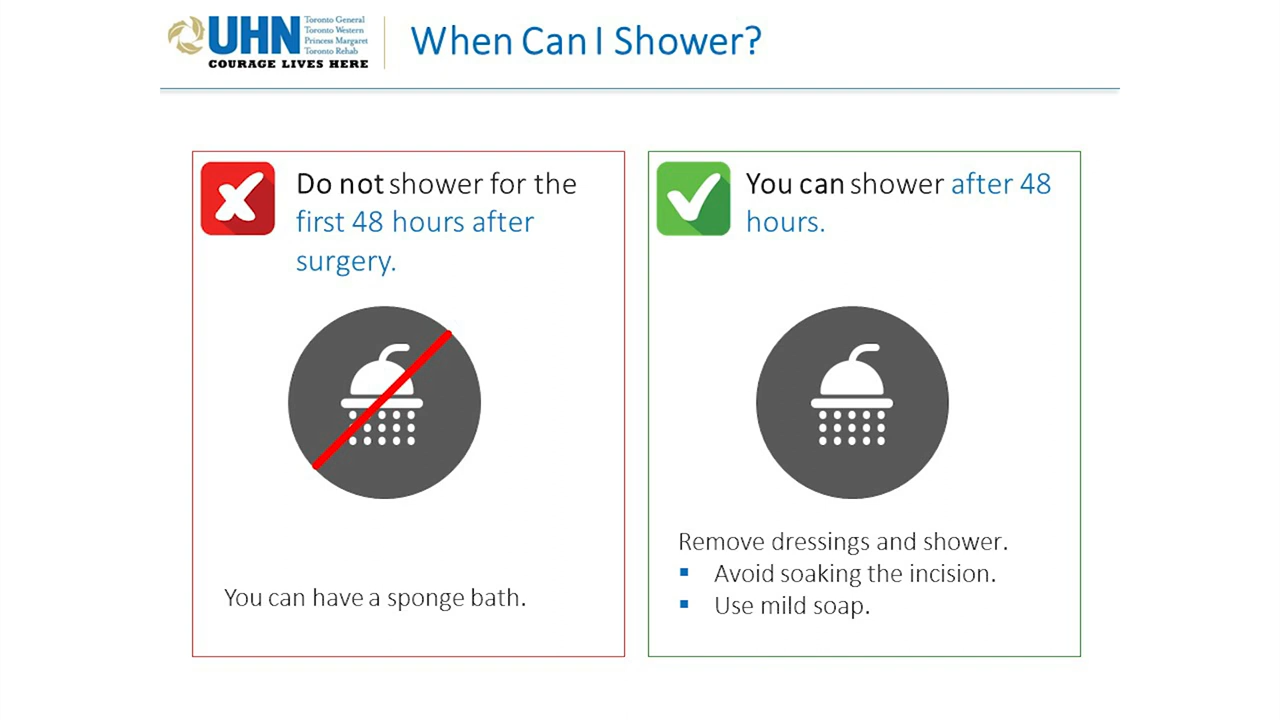 UHN
Toronto General
Toronto Western
Princess Margaret
Toronto Rehab
COURAGE LIVES HERE
When Can I Shower?
Do not shower for the
first 48 hours after
surgery.
You can have a sponge bath.
You can shower after 48
hours.
Remove dressings and shower.
▪ Avoid soaking the incision.
▪ Use mild soap.